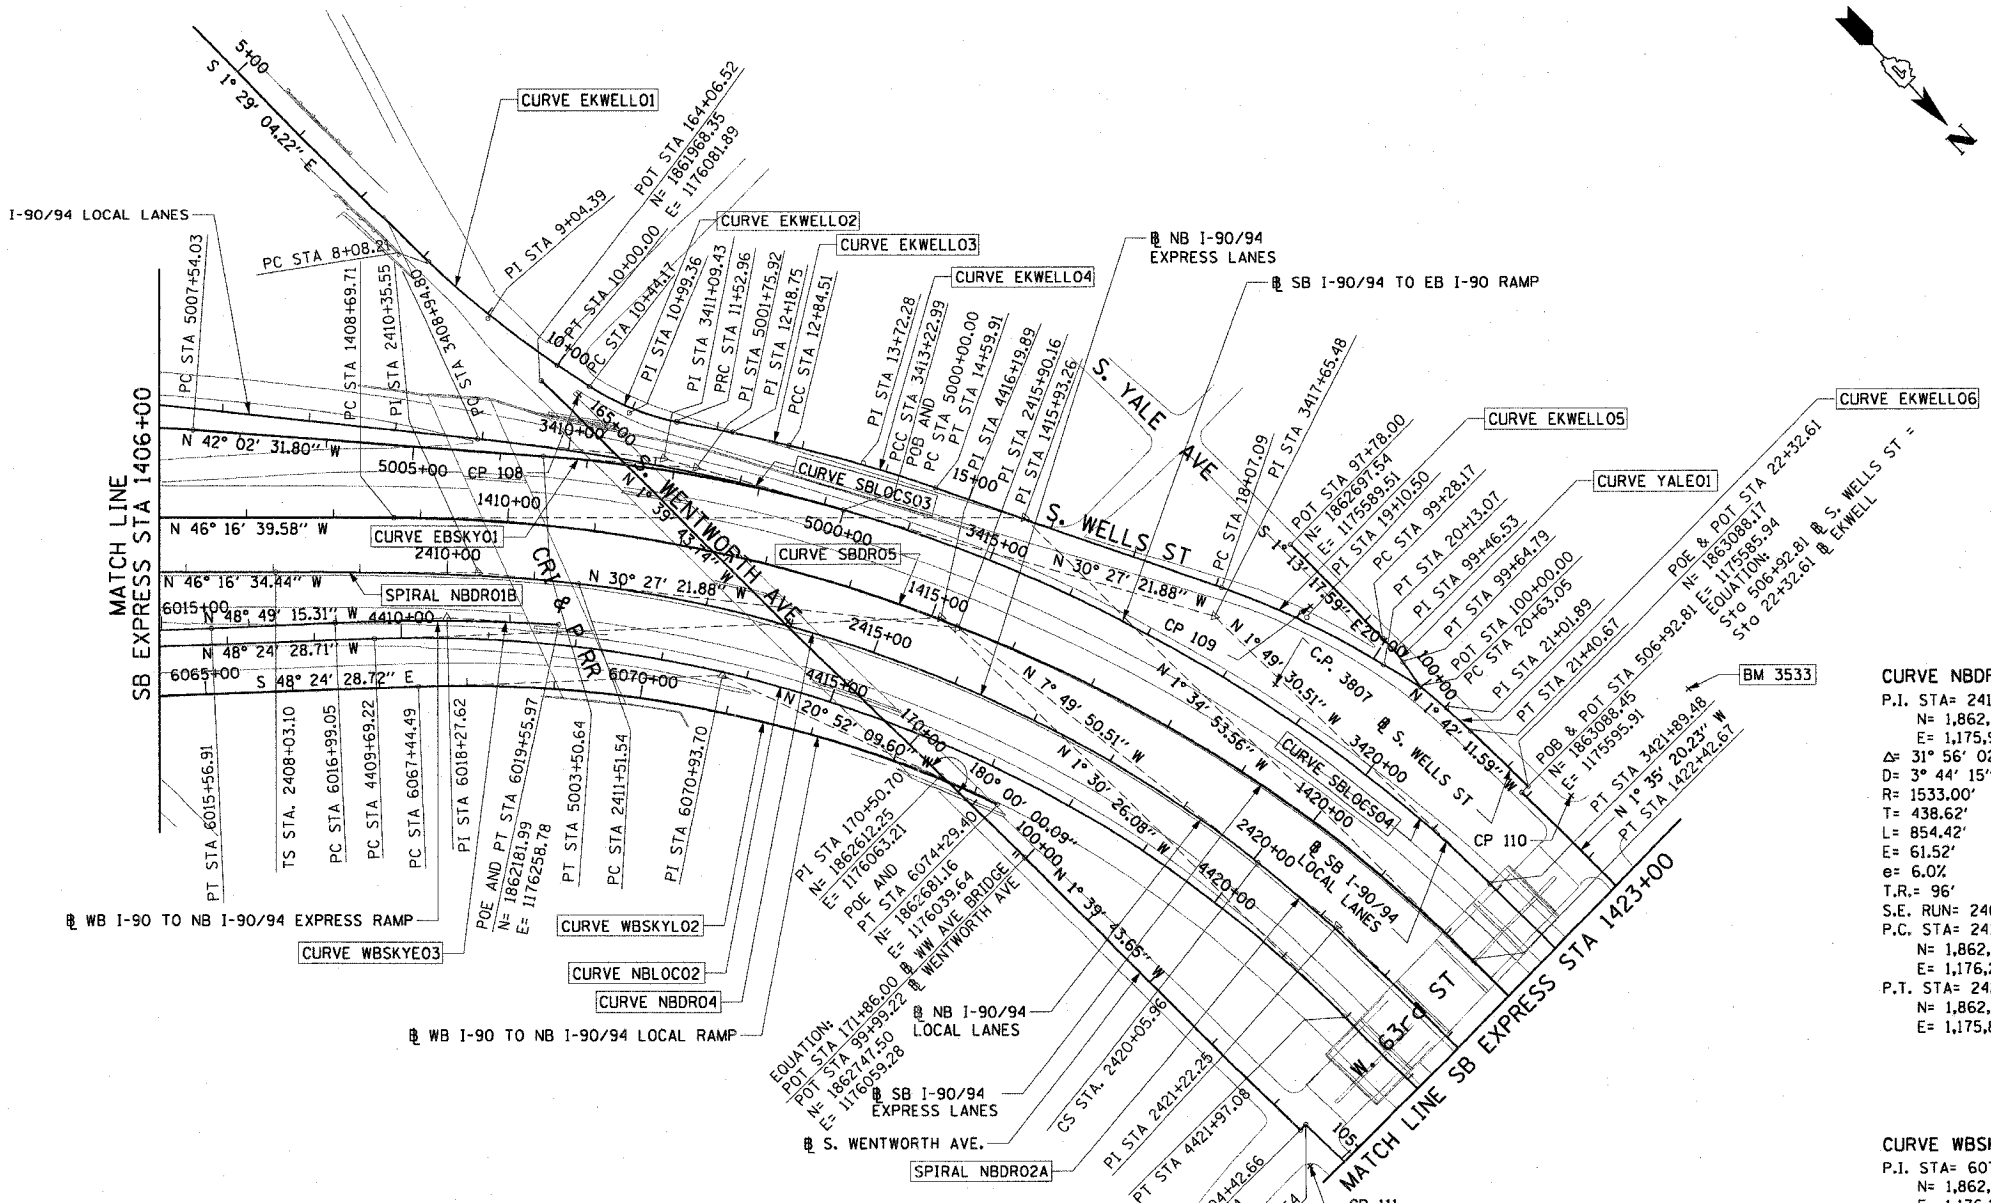 5+00
S 1° 29' 04.22" E
CURVE EKWELL01
POT STA 164+06.52
N= 1861968.35
E= 1176081.89
PI STA 9+04.39
I-90/94 LOCAL LANES
PC STA 5007+54.03
PC STA 8+08.21
PC STA 1408+69.71
PI STA 2410+35.55
PC STA 3408+94.80
PT STA 10+00.00
10+00
PC STA 10+44.17
PI STA 10+99.36
CURVE EKWELL02
PI STA 3411+09.43
PRC STA 11+52.96
PI STA 5001+75.92
PI STA 12+18.75
CURVE EKWELL03
PCC STA 12+84.51
CURVE EKWELL04
PI STA 13+72.28
PCC STA 3413+22.99
POB AND
PC STA 5000+00.00
PT STA 14+59.91
PI STA 4416+19.89
PI STA 2415+90.16
PI STA 1415+93.26
℄ NB I-90/94
EXPRESS LANES
℄ SB I-90/94 TO EB I-90 RAMP
S. YALE AVE
PC STA 18+07.09
PI STA 3417+65.48
POT STA 97+78.00
N= 1862697.54
E= 1175589.51
PI STA 19+10.50
CURVE EKWELL05
PC STA 99+28.17
PT STA 20+13.07
PI STA 99+46.53
CURVE YALE01
PT STA 99+64.79
POT STA 100+00.00
PC STA 20+63.05
PI STA 21+01.89
PT STA 21+40.67
CURVE EKWELL06
POE & POT STA 22+32.61
N= 1863088.17
E= 1175585.94
EQUATION:
Sta 506+92.81 ℄ S. WELLS ST =
Sta 22+32.61 ℄ EKWELL
POB & POT STA 506+92.81
N= 1863088.45
E= 1175595.91
BM 3533
PT STA 3421+89.48
N 1° 35' 20.23" W
PT STA 1422+42.67
N
MATCH LINE
SB EXPRESS STA 1406+00
N 42° 02' 31.80" W
5005+00
CP 108
3410+00
165+00
1410+00
N 46° 16' 39.58" W
CURVE EBSKY01
2410+00
N 46° 16' 34.44" W
SPIRAL NBDR01B
6015+00
N 48° 49' 15.31" W
4410+00
N 48° 24' 28.71" W
6065+00
S 48° 24' 28.72" E
CRI & P RR
6070+00
S. WENTWORTH AVE
N 1° 39' 43.74" W
CURVE SBLOCS03
5000+00
CURVE SBDR05
15+00
3415+00
S. WELLS ST
N 30° 27' 21.88" W
N 30° 27' 21.88" W
1415+00
2415+00
4415+00
N 20° 52' 09.60" W
170+00
CP 109
S 1° 13' 17.59" E
20+00
100+00
C.P. 3807
N 1° 49' 30.51" W
N 1° 34' 53.56" W
N 7° 49' 50.51" W
N 1° 30' 26.08" W
N 1° 42' 11.59" W
℄ S. WELLS ST
3420+00
CURVE SBLOCS04
1420+00
2420+00
4420+00
℄ SB I-90/94
LOCAL
LANES
CP 110
PT STA 6015+56.91
TS STA. 2408+03.10
PC STA 6016+99.05
PC STA 4409+69.22
PC STA 6067+44.49
PI STA 6018+27.62
POE AND PT STA 6019+55.97
N= 1862181.99
E= 1176258.78
PT STA 5003+50.64
PC STA 2411+51.54
PI STA 6070+93.70
℄ WB I-90 TO NB I-90/94 EXPRESS RAMP
CURVE WBSKYE03
CURVE WBSKYL02
CURVE NBLOC02
CURVE NBDR04
℄ WB I-90 TO NB I-90/94 LOCAL RAMP
PI STA 170+50.70
N= 1862612.25
E= 1176063.21
POE AND
PT STA 6074+29.40
N= 1862681.16
E= 1176039.64
180° 00' 00.09"
100+00
N 1° 39' 43.65" W
EQUATION:
POT STA 171+86.00 ℄ WW AVE BRIDGE =
POT STA 99+99.22 ℄ WENTWORTH AVE
N= 1862747.50
E= 1176059.28
℄ NB I-90/94
LOCAL LANES
℄ SB I-90/94
EXPRESS LANES
℄ S. WENTWORTH AVE.
SPIRAL NBDR02A
CS STA. 2420+05.96
PI STA 2421+22.25
PT STA 4421+97.08
W. 63rd ST
105
MATCH LINE SB EXPRESS STA 1423+00
P.I. STA= 241
N= 1,862,
Δ= 31° 56' 02
D= 3° 44' 15"
R= 1533.00'
T= 438.62'
L= 854.42'
E= 61.52'
e= 6.0%
T.R.= 96'
S.E. RUN= 24
P.C. STA= 24
N= 1,862,
E= 1,176,
P.T. STA= 24
N= 1,862,
E= 1,175,
P.I. STA= 607
N= 1,862,